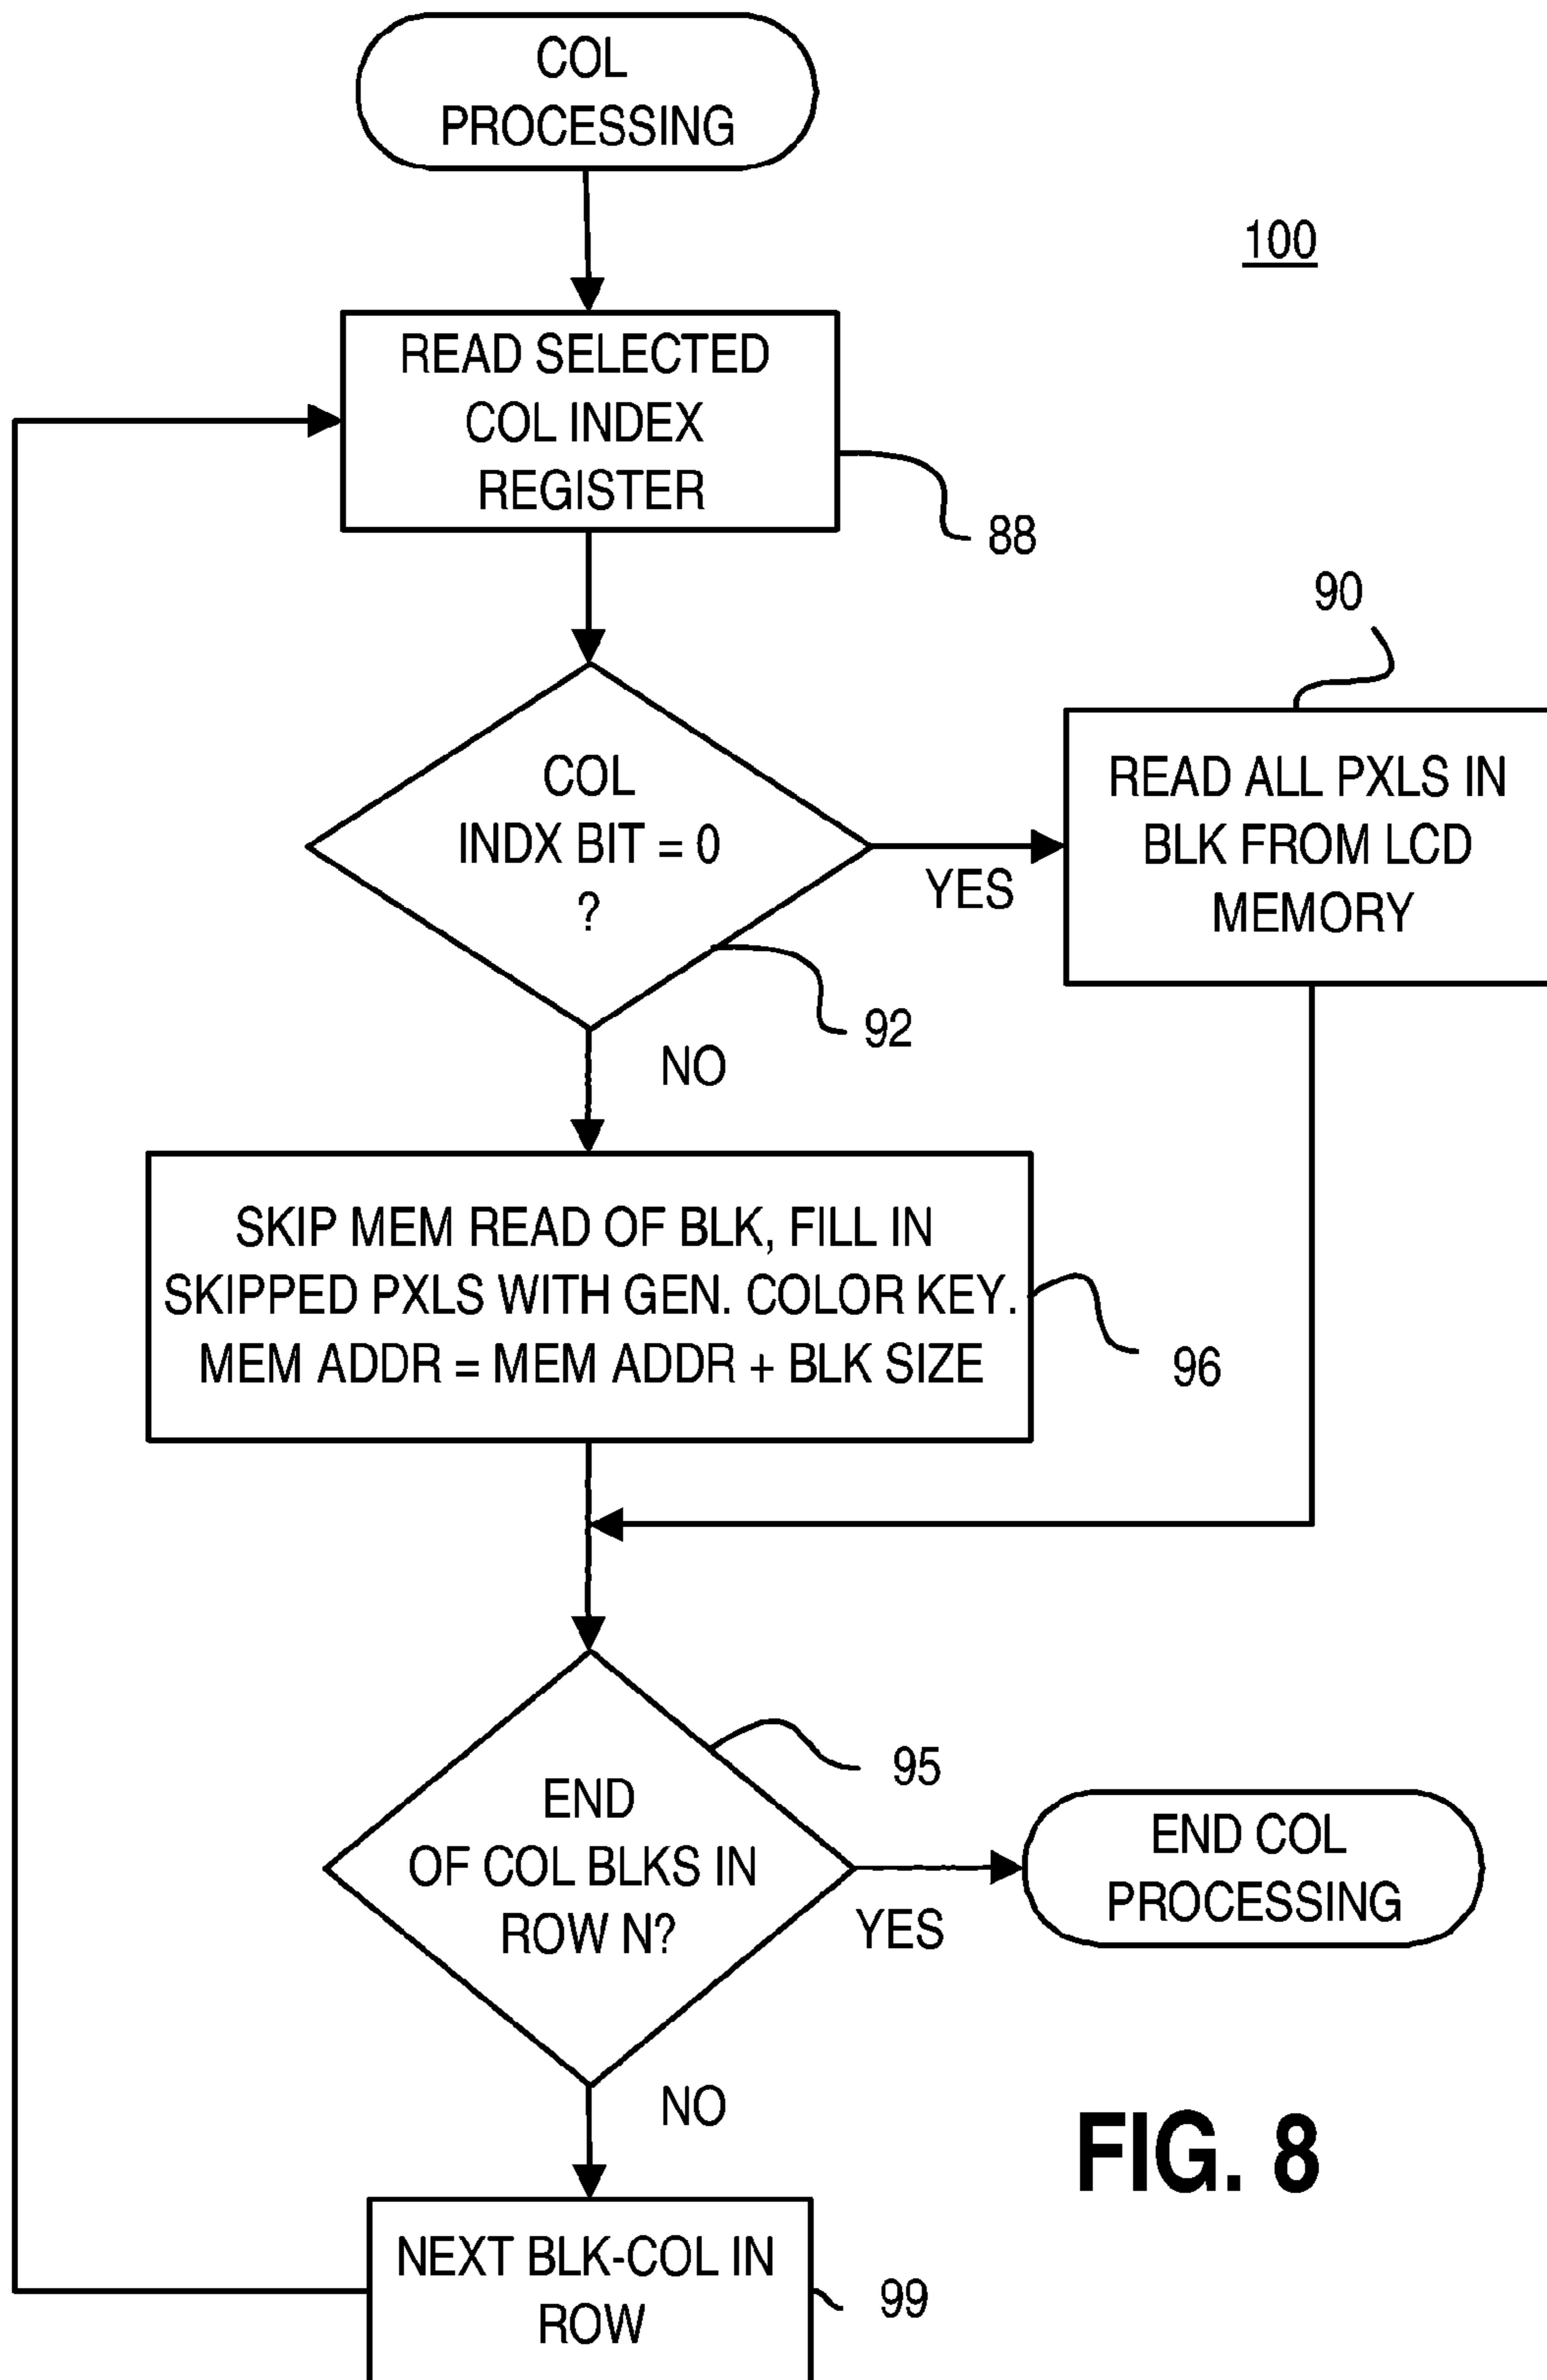 COL
PROCESSING
100
READ SELECTED
COL INDEX
REGISTER
88
90
COL
INDX BIT = 0
?
YES
READ ALL PXLS IN
BLK FROM LCD
MEMORY
92
NO
SKIP MEM READ OF BLK, FILL IN
SKIPPED PXLS WITH GEN. COLOR KEY.
MEM ADDR = MEM ADDR + BLK SIZE
96
95
END
OF COL BLKS IN
ROW N?
YES
END COL
PROCESSING
NO
FIG. 8
NEXT BLK-COL IN
ROW
99